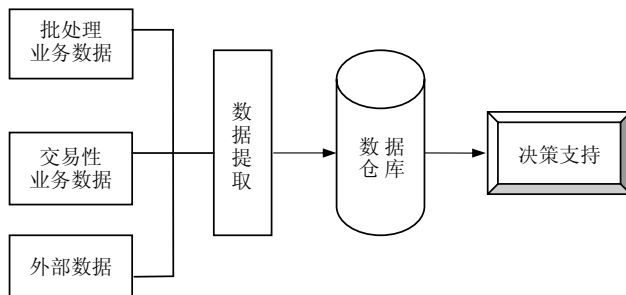 批处理
业务数据
交易性
业务数据
外部数据
数
据
提
取
数 据
仓 库
决策支持